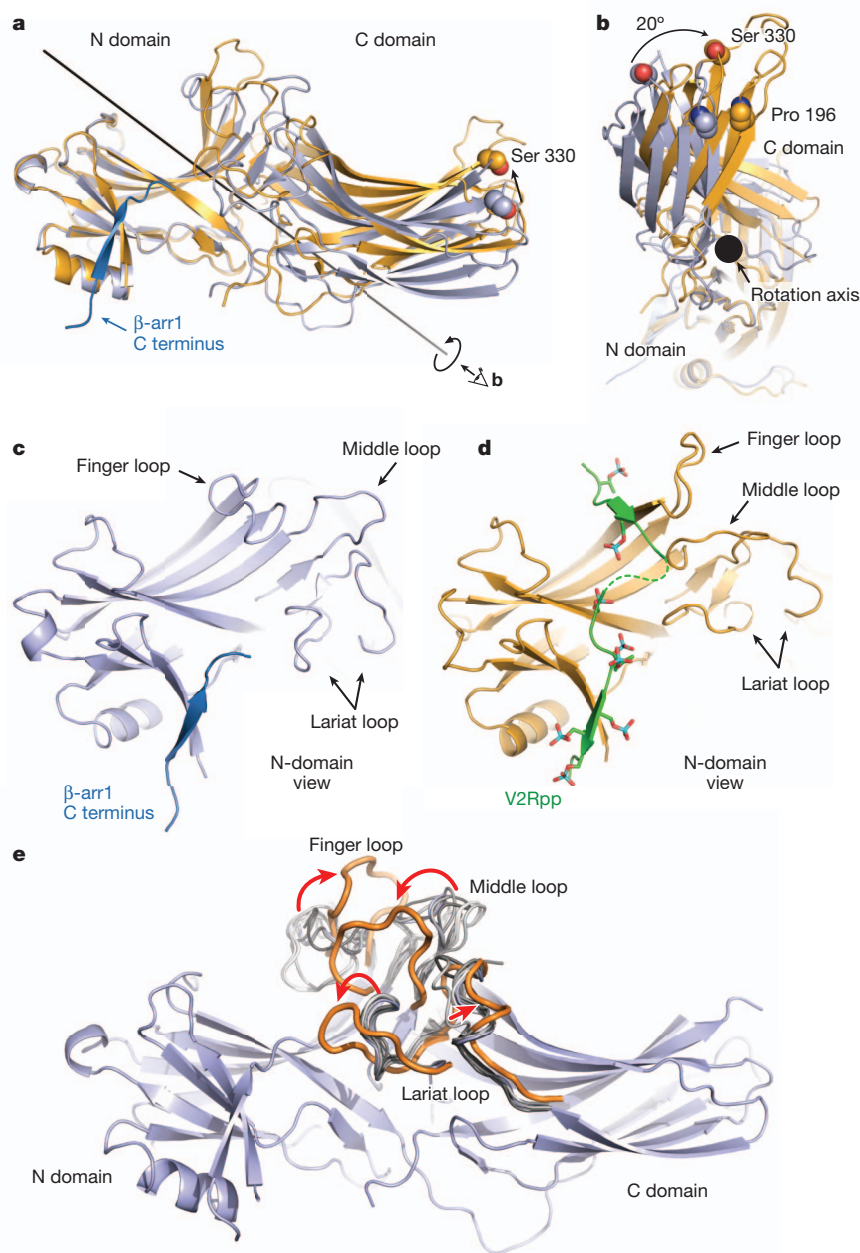 a
N domain
C domain
Ser 330
β-arr1
C terminus
b
b
20º
Ser 330
Pro 196
C domain
Rotation axis
N domain
c
Finger loop
Middle loop
Lariat loop
N-domain
view
β-arr1
C terminus
d
Finger loop
Middle loop
Lariat loop
N-domain
view
V2Rpp
e
Finger loop
Middle loop
Lariat loop
N domain
C domain